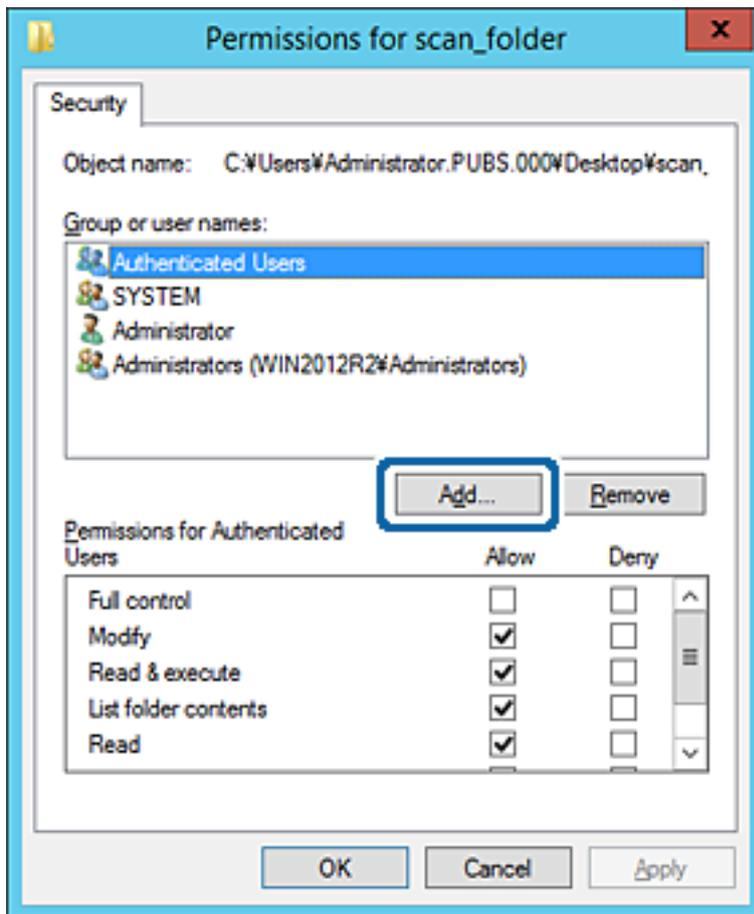 Permissions for scan_folder
x
Security
Object name: C:¥Users¥Administrator.PUBS.000¥Desktop¥scan_
Group or user names:
Authenticated Users
SYSTEM
Administrator
Administrators (WIN2012R2¥Administrators)
Add...
Remove
Permissions for Authenticated
Users
Allow
Deny
Full control
Modify
Read & execute
List folder contents
Read
OK
Cancel
Apply